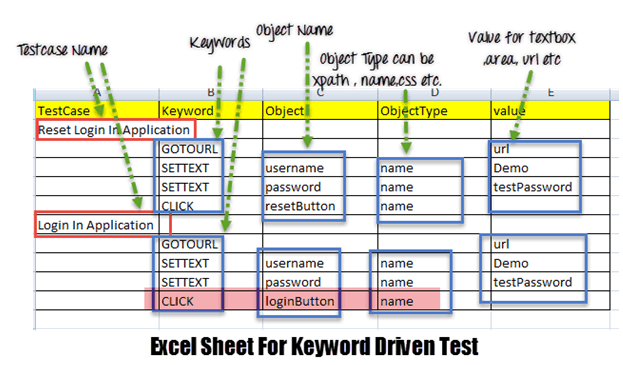 Testcase Name
Keywords
Object Name
Object Type can be
xpath , name,css etc.
Value for textbox
,area, url etc
A B C D E
TestCase Keyword Object ObjectType value
Reset Login In Application
GOTOURL url
SETTEXT username name Demo
SETTEXT password name testPassword
CLICK resetButton name
Login In Application
GOTOURL url
SETTEXT username name Demo
SETTEXT password name testPassword
CLICK loginButton name
Excel Sheet For Keyword Driven Test